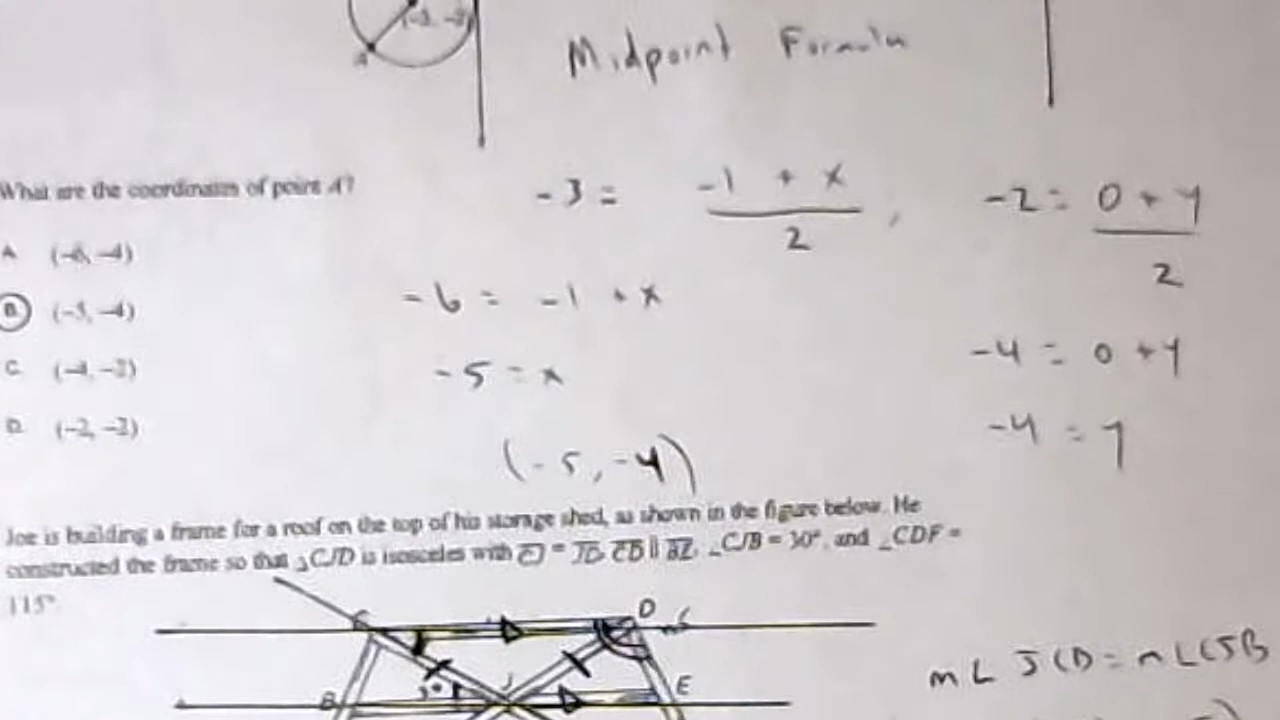 A
Midpoint Formula
What are the coordinates of point A?
-3 = -1 + x / 2 , -2 = 0 + y / 2
A. (-6, -4)
-6 = -1 + x
B. (-5, -4)
-4 = 0 + y
C. (-4, -2)
-5 = x
D. (-2, -2)
-4 = y
(-5, -4)
Joe is building a frame for a roof on the top of his storage shed, as shown in the figure below. He
constructed the frame so that △CJD is isosceles with CJ = JD, CD ∥ BE, ∠CJB = 30°, and ∠CDF =
115°
C D
B J E
m∠ JCD = m∠CJB